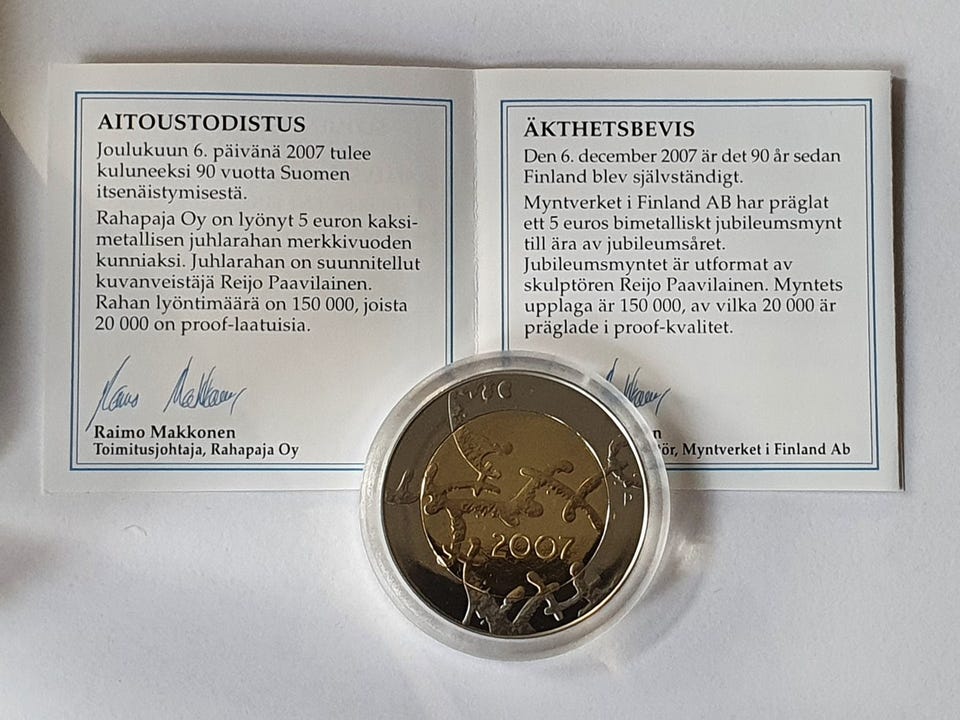 AITOUSTODISTUS
Joulukuun 6. päivänä 2007 tulee
kuluneeksi 90 vuotta Suomen
itsenäistymisestä.
Rahapaja Oy on lyönyt 5 euron kaksi-
metallisen juhlarahan merkkivuoden
kunniaksi. Juhlarahan on suunnitellut
kuvanveistäjä Reijo Paavilainen.
Rahan lyöntimäärä on 150 000, joista
20 000 on proof-laatuisia.
Raimo Makkonen
Toimitusjohtaja, Rahapaja Oy
ÄKTHETSBEVIS
Den 6. december 2007 är det 90 år sedan
Finland blev självständigt.
Myntverket i Finland AB har präglat
ett 5 euros bimetalliskt jubileumsmynt
till ära av jubileumsåret.
Jubileumsmyntet är utformat av
skulptören Reijo Paavilainen. Myntets
upplaga är 150 000, av vilka 20 000 är
präglade i proof-kvalitet.
n
tör, Myntverket i Finland Ab
2007